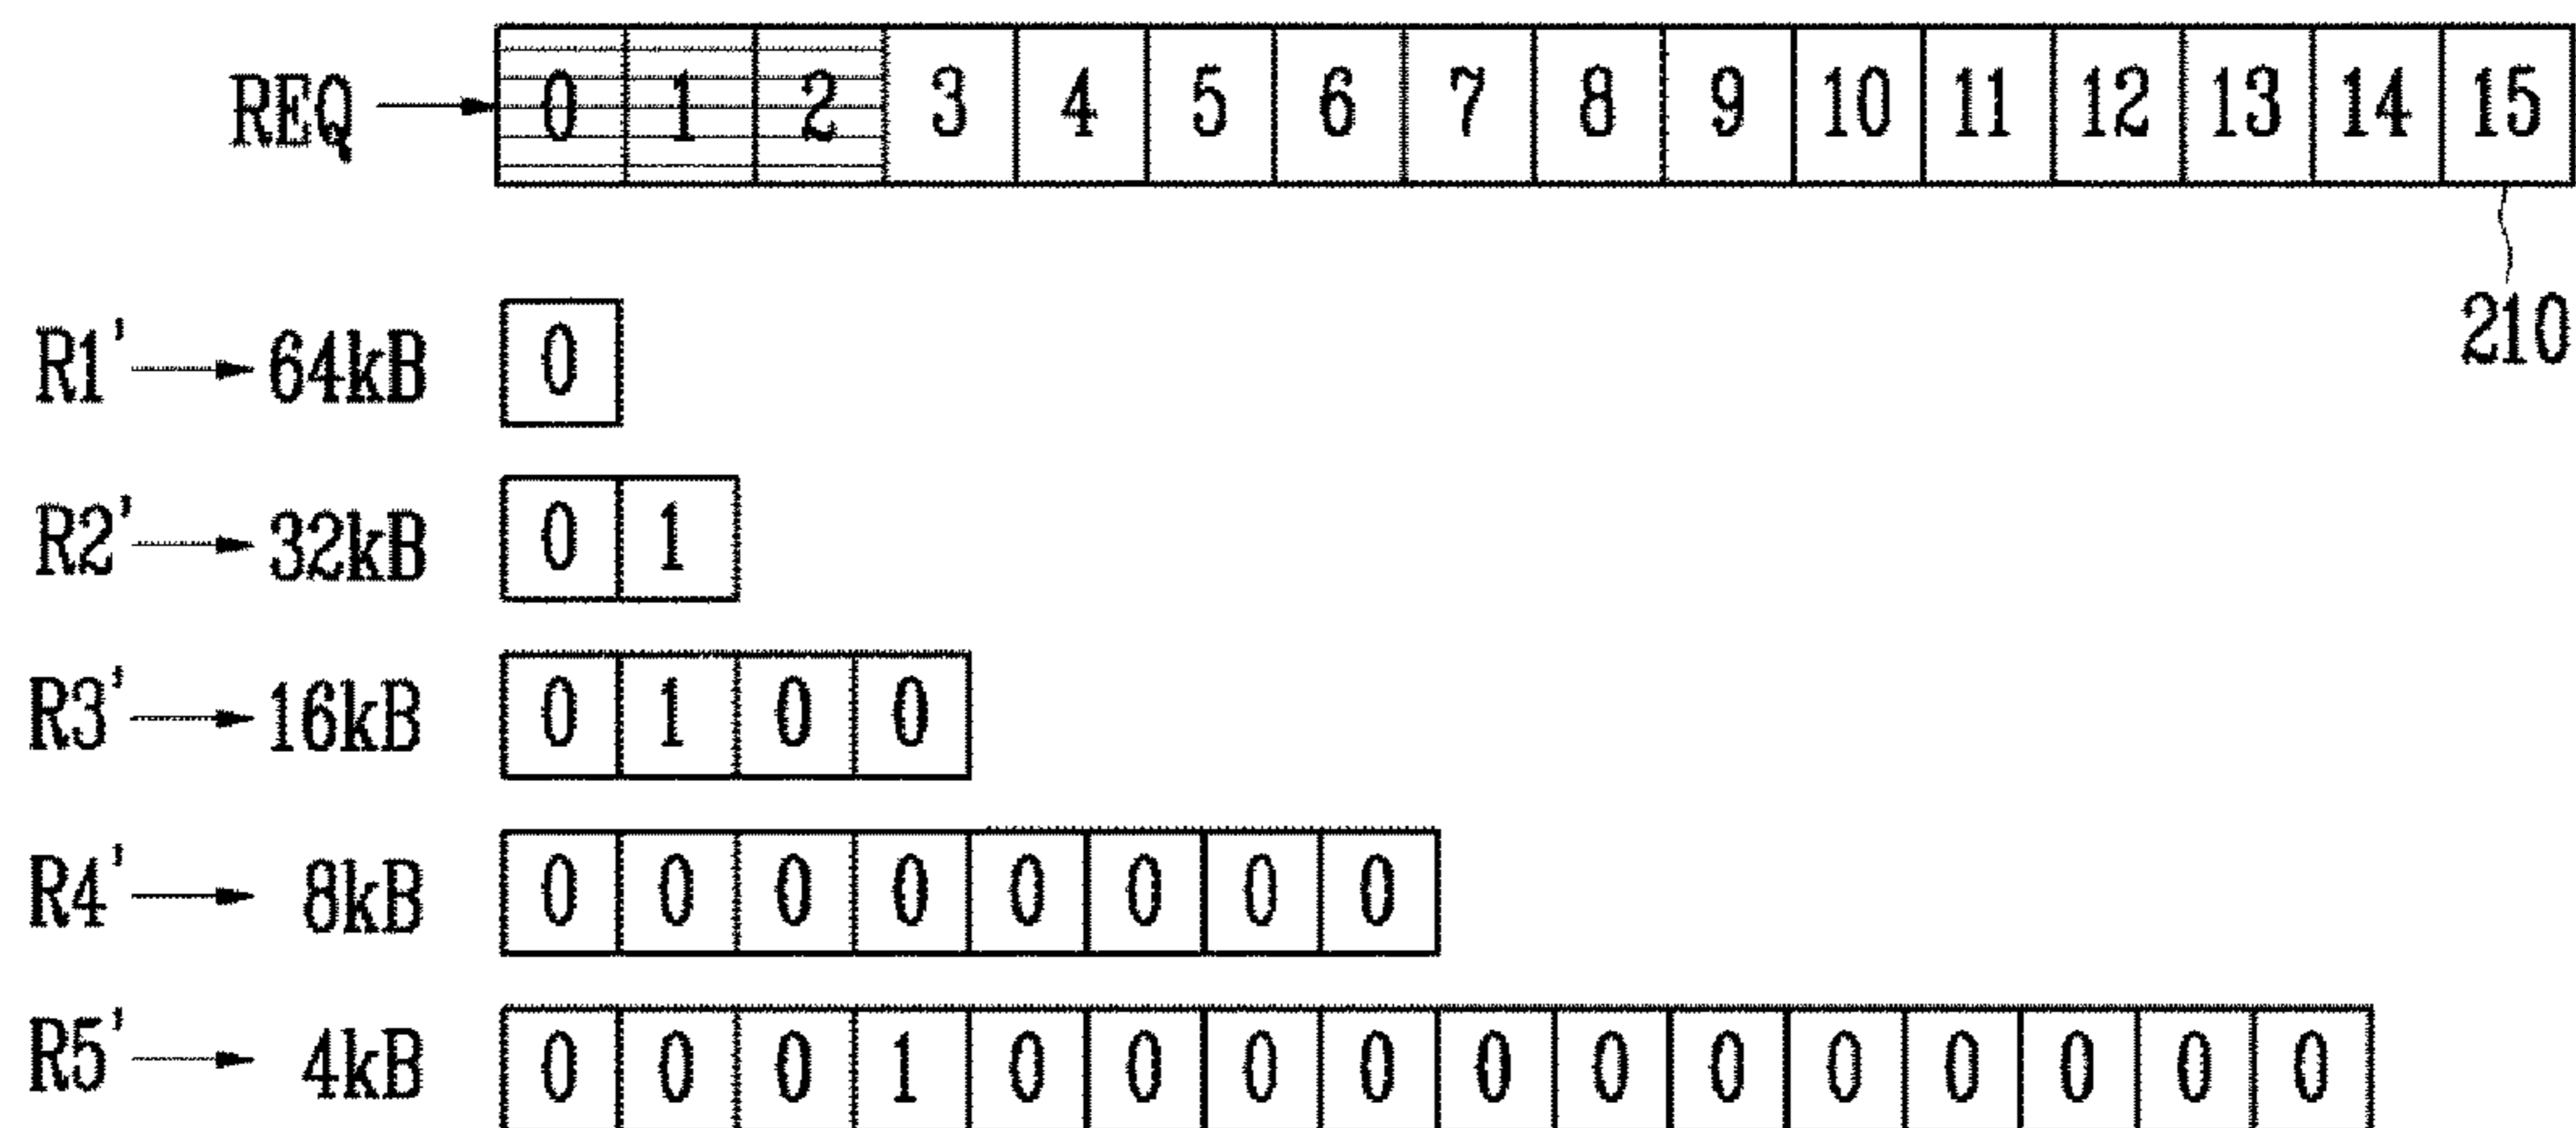 REQ 0 1 2 3 4 5 6 7 8 9 10 11 12 13 14 15
210
R1' 64kB 0
R2' 32kB 0 1
R3' 16kB 0 1 0 0
R4' 8kB 0 0 0 0 0 0 0 0
R5' 4kB 0 0 0 1 0 0 0 0 0 0 0 0 0 0 0 0